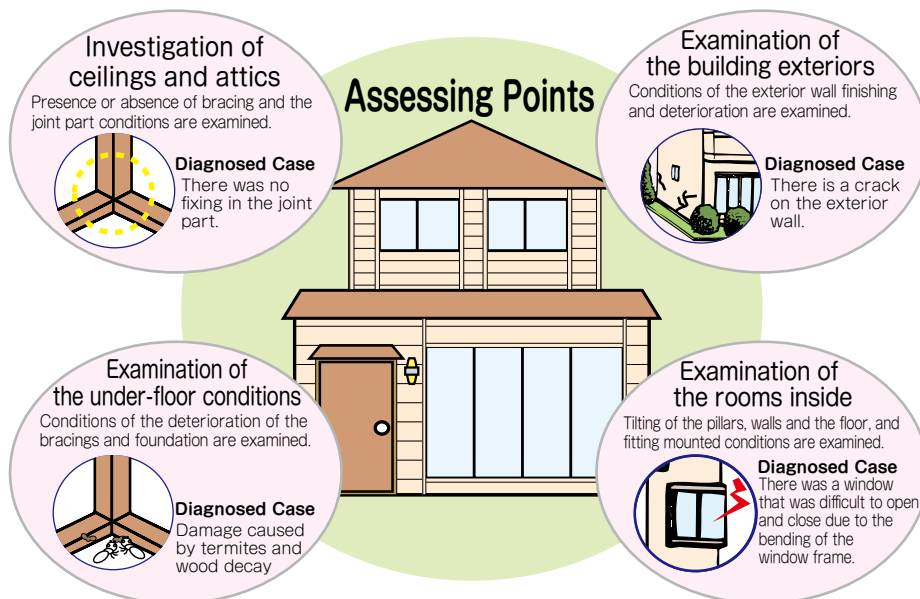 Assessing Points
Investigation of
ceilings and attics
Presence or absence of bracing and the
joint part conditions are examined.
Diagnosed Case
There was no
fixing in the joint
part.
Examination of
the building exteriors
Conditions of the exterior wall finishing
and deterioration are examined.
Diagnosed Case
There is a crack
on the exterior
wall.
Examination of
the under-floor conditions
Conditions of the deterioration of the
bracings and foundation are examined.
Diagnosed Case
Damage caused
by termites and
wood decay
Examination of
the rooms inside
Tilting of the pillars, walls and the floor, and
fitting mounted conditions are examined.
Diagnosed Case
There was a window
that was difficult to open
and close due to the
bending of the
window frame.